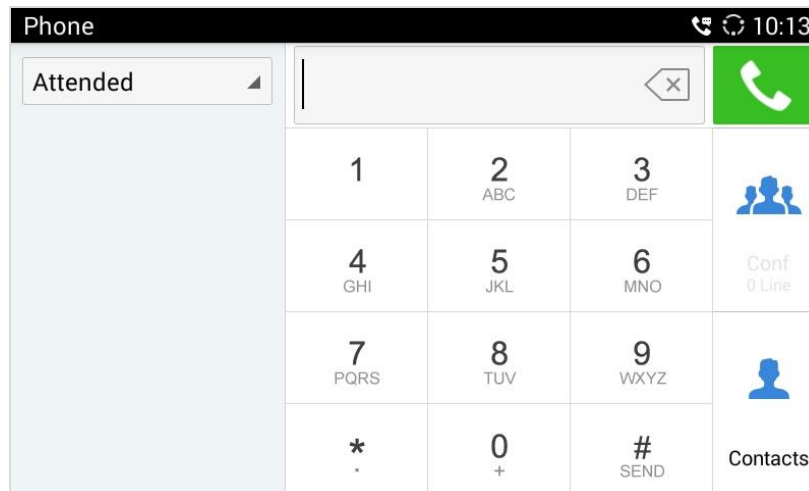 Phone
10:13
Attended
1
2
3
ABC
DEF
4
5
6
GHI
JKL
MNO
Conf
0 Line
7
8
9
PQRS
TUV
WXYZ
*
0
#
.
+
SEND
Contacts